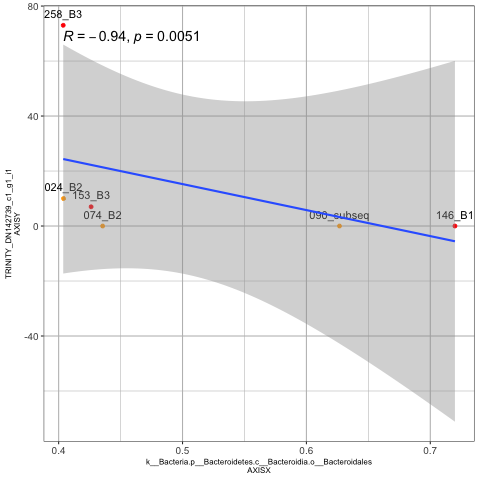 80
258_B3
R = −0.94, p = 0.0051
40
024_B2
153_B3
074_B2
090_subseq
146_B1
0
-40
TRINITY_DN142739_c1_g1_i1
AXISY
0.4 0.5 0.6 0.7
k__Bacteria.p__Bacteroidetes.c__Bacteroidia.o__Bacteroidales
AXISX